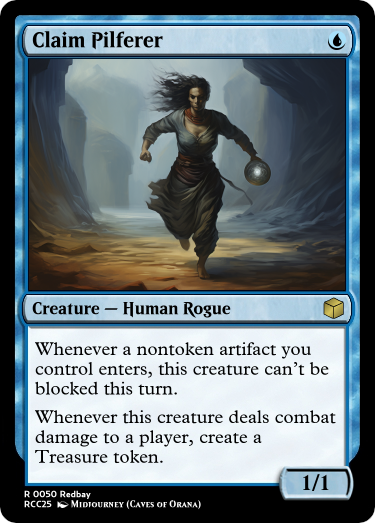 Claim Pilferer
Creature — Human Rogue
Whenever a nontoken artifact you
control enters, this creature can't be
blocked this turn.
Whenever this creature deals combat
damage to a player, create a
Treasure token.
1/1
R 0050 Redbay
RCC25 Midjourney (Caves of Orana)